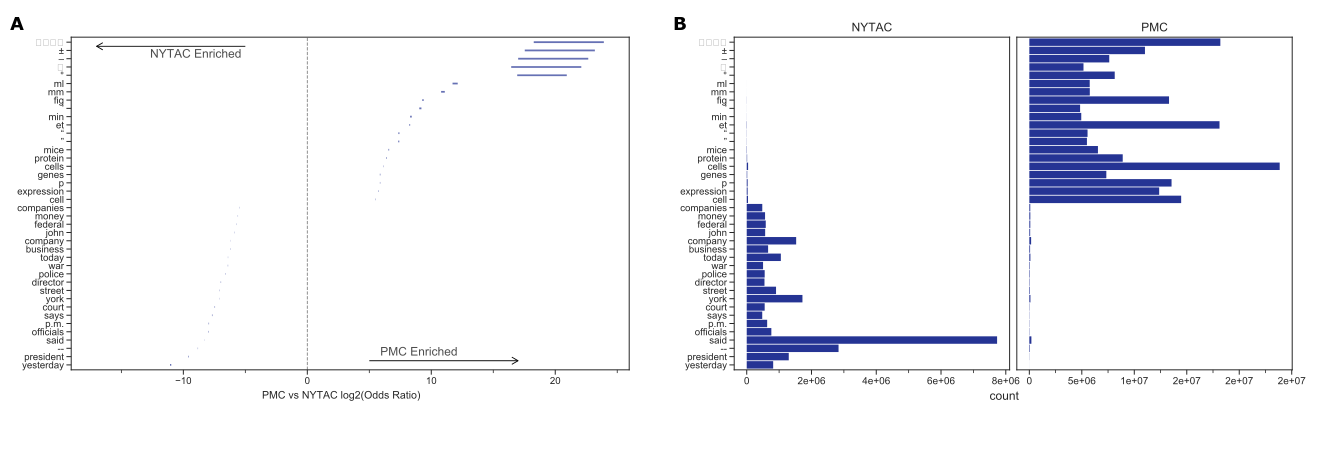 A
B
NYTAC
PMC
NYTAC Enriched
±
–
ml
mm
fig
min
et
mice
protein
cells
genes
p
expression
cell
companies
money
federal
john
company
business
today
war
police
director
street
york
court
says
p.m.
officials
said
--
president
yesterday
PMC Enriched
−10 0 10 20
PMC vs NYTAC log2(Odds Ratio)
±
–
ml
mm
fig
min
et
mice
protein
cells
genes
p
expression
cell
companies
money
federal
john
company
business
today
war
police
director
street
york
court
says
p.m.
officials
said
--
president
yesterday
0 2e+06 4e+06 6e+06 8e+06
0 5e+06 1e+07 2e+07 2e+07 2e+07
count